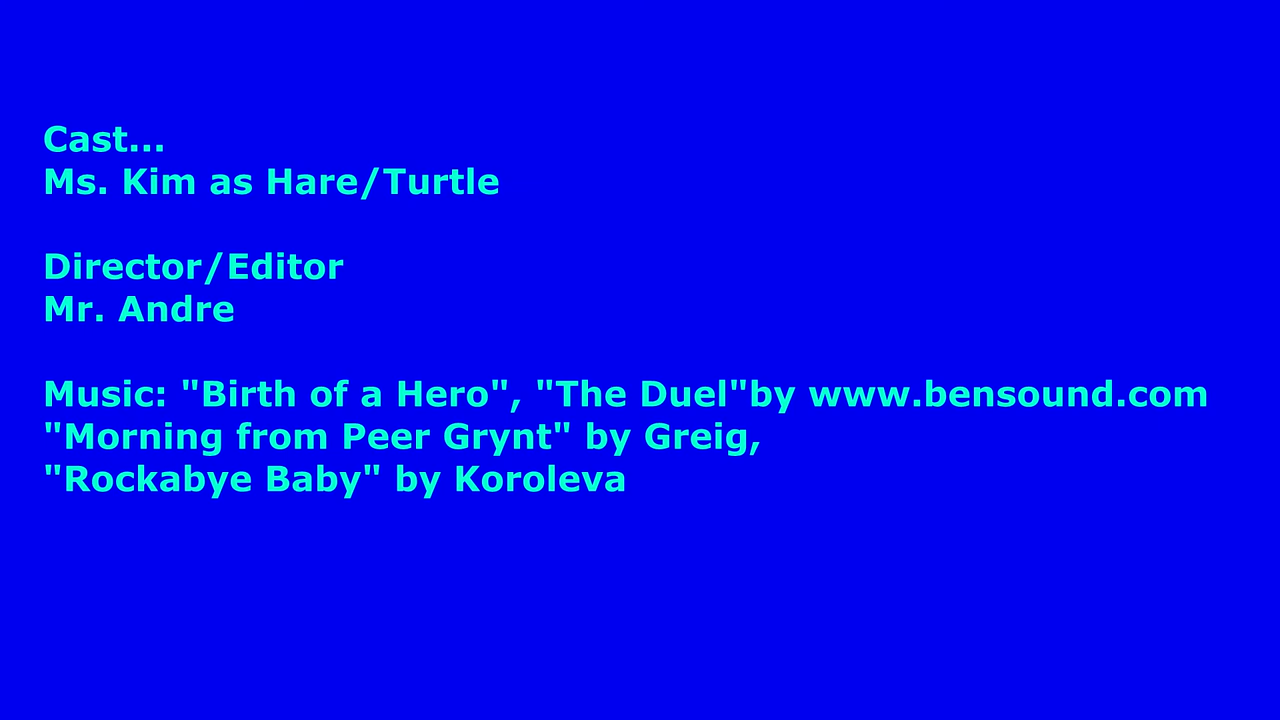 Cast...
Ms. Kim as Hare/Turtle
Director/Editor
Mr. Andre
Music: "Birth of a Hero", "The Duel"by www.bensound.com
"Morning from Peer Grynt" by Greig,
"Rockabye Baby" by Koroleva